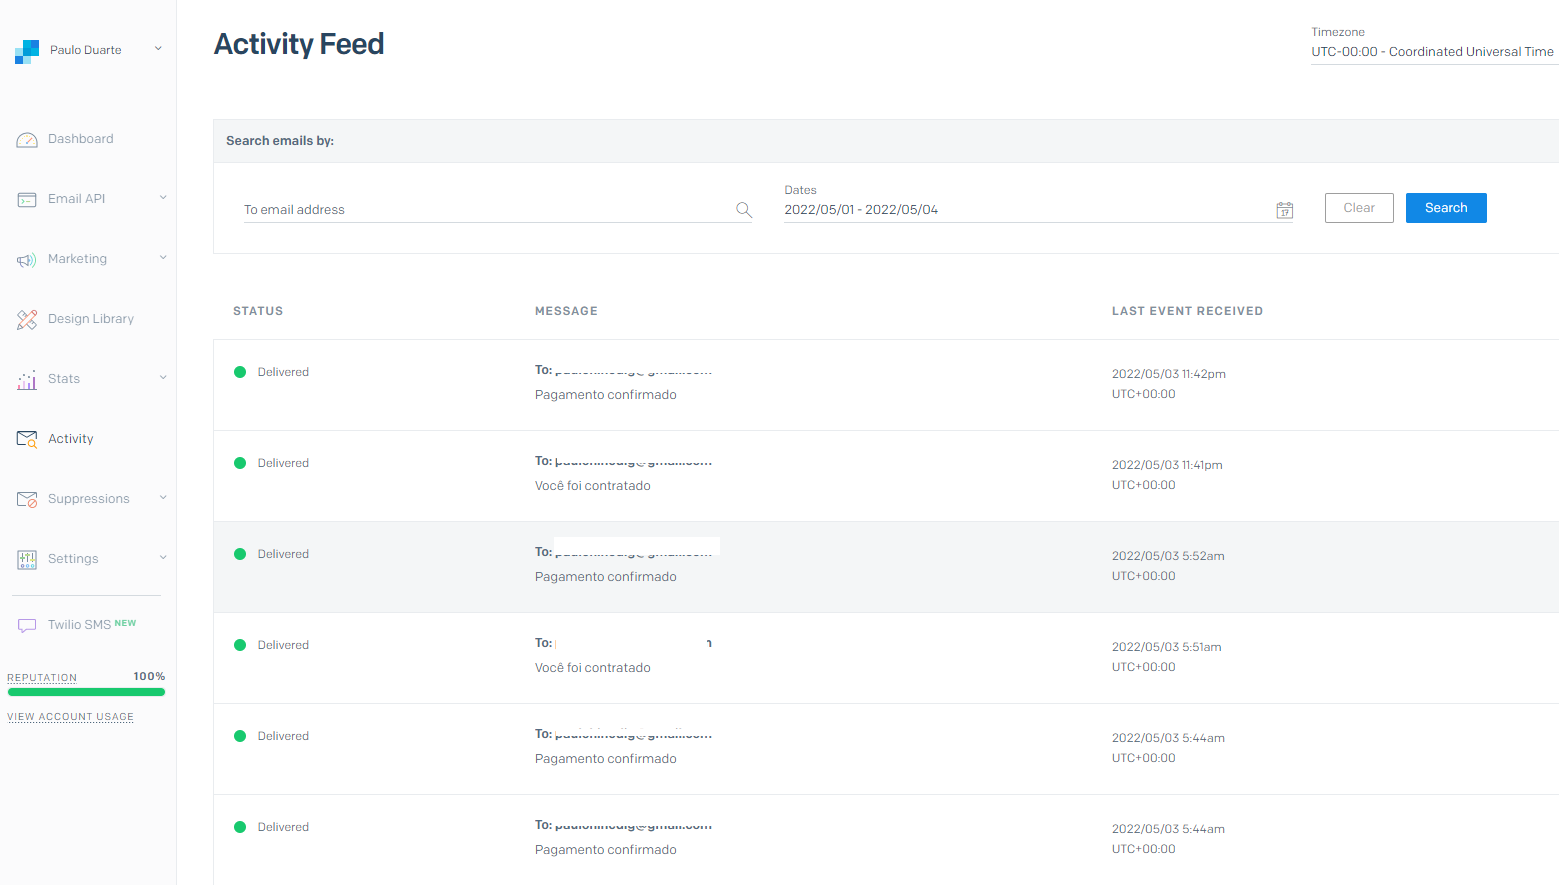 Paulo Duarte
Dashboard
Email API
Marketing
Design Library
Stats
Activity
Suppressions
Settings
Twilio SMS NEW
REPUTATION 100%
VIEW ACCOUNT USAGE
Activity Feed
Timezone
UTC-00:00 - Coordinated Universal Time
Search emails by:
To email address
Dates
2022/05/01 - 2022/05/04
17
Clear
Search
STATUS MESSAGE LAST EVENT RECEIVED
Delivered To: 2022/05/03 11:42pm
Pagamento confirmado UTC+00:00
Delivered To: 2022/05/03 11:41pm
Você foi contratado UTC+00:00
Delivered To: 2022/05/03 5:52am
Pagamento confirmado UTC+00:00
Delivered To: 2022/05/03 5:51am
Você foi contratado UTC+00:00
Delivered To: 2022/05/03 5:44am
Pagamento confirmado UTC+00:00
Delivered To: 2022/05/03 5:44am
Pagamento confirmado UTC+00:00